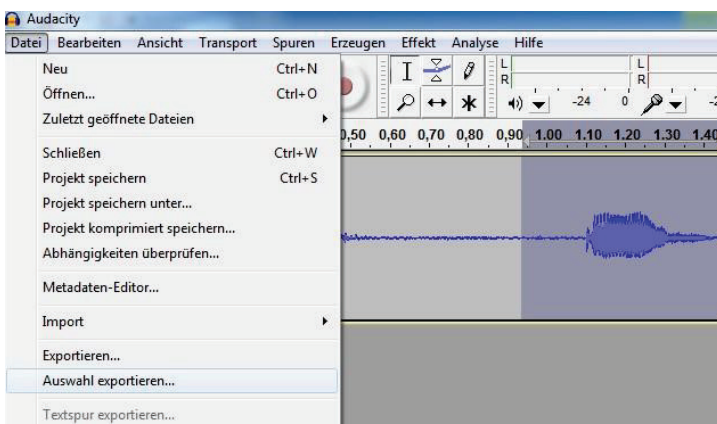 Audacity
Datei Bearbeiten Ansicht Transport Spuren Erzeugen Effekt Analyse Hilfe
Neu Ctrl+N
Öffnen... Ctrl+O
Zuletzt geöffnete Dateien
Schließen Ctrl+W
Projekt speichern Ctrl+S
Projekt speichern unter...
Projekt komprimiert speichern...
Abhängigkeiten überprüfen...
Metadaten-Editor...
Import
Exportieren...
Auswahl exportieren...
Textspur exportieren...
L L
R R
-24 0
0,50 0,60 0,70 0,80 0,90 1.00 1.10 1.20 1.30 1.40